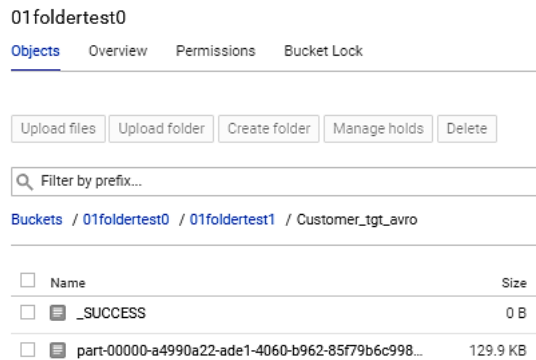 01foldertest0
Objects Overview Permissions Bucket Lock
Upload files Upload folder Create folder Manage holds Delete
Filter by prefix...
Buckets / 01foldertest0 / 01foldertest1 / Customer_tgt_avro
Name Size
_SUCCESS 0 B
part-00000-a4990a22-ade1-4060-b962-85f79b6c998... 129.9 KB